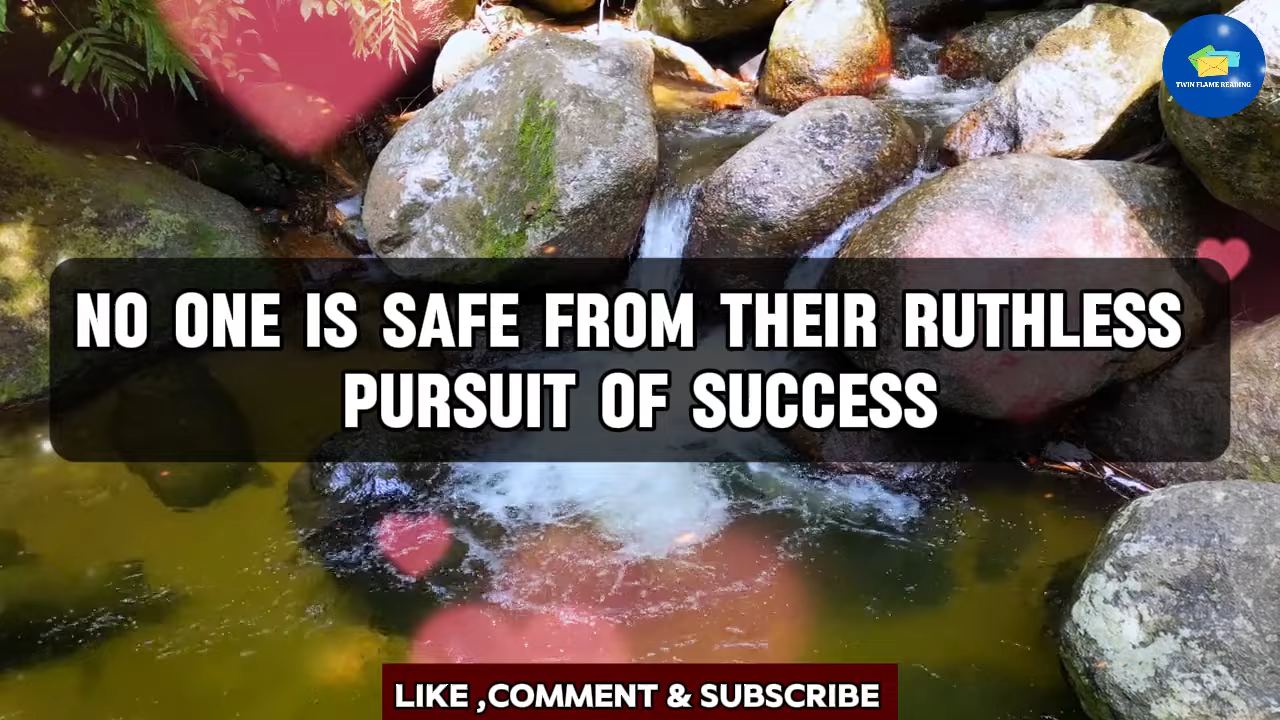 TWIN FLAME READING
NO ONE IS SAFE FROM THEIR RUTHLESS
PURSUIT OF SUCCESS
LIKE ,COMMENT & SUBSCRIBE